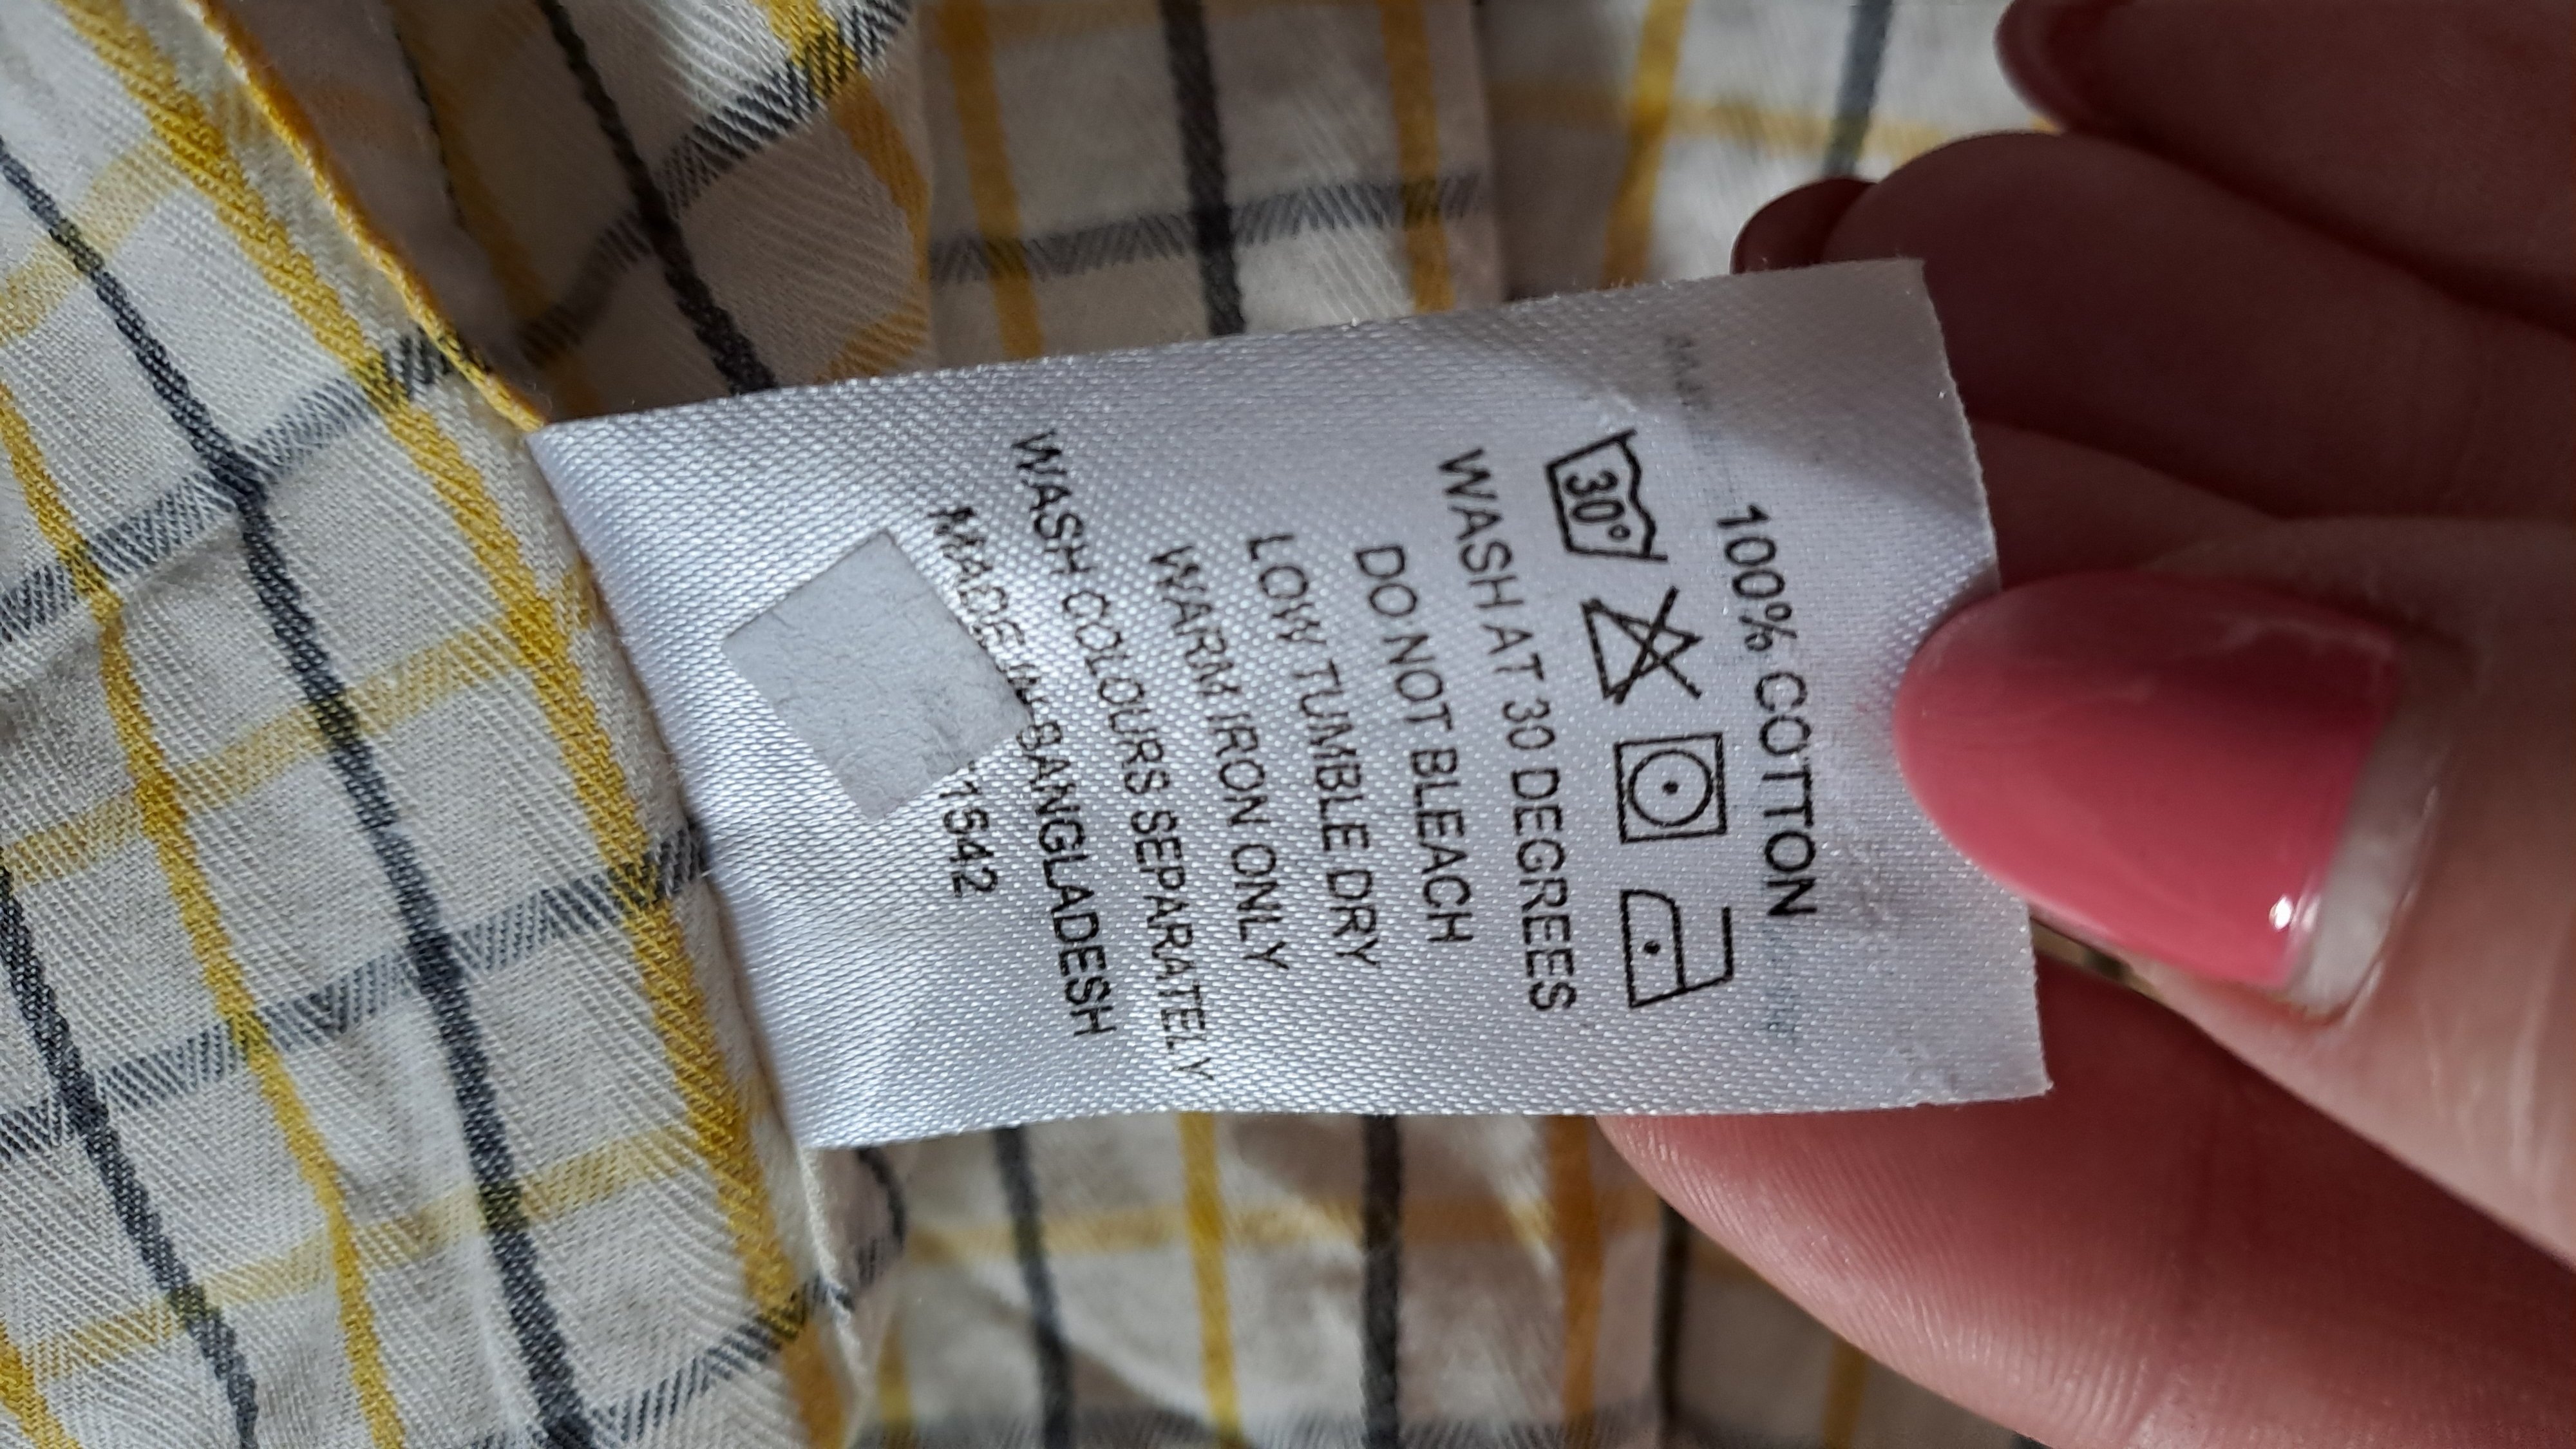 100% COTTON
30°
WASH AT 30 DEGREES
DO NOT BLEACH
LOW TUMBLE DRY
WARM IRON ONLY
WASH COLOURS SEPARATELY
MADE IN BANGLADESH
1542